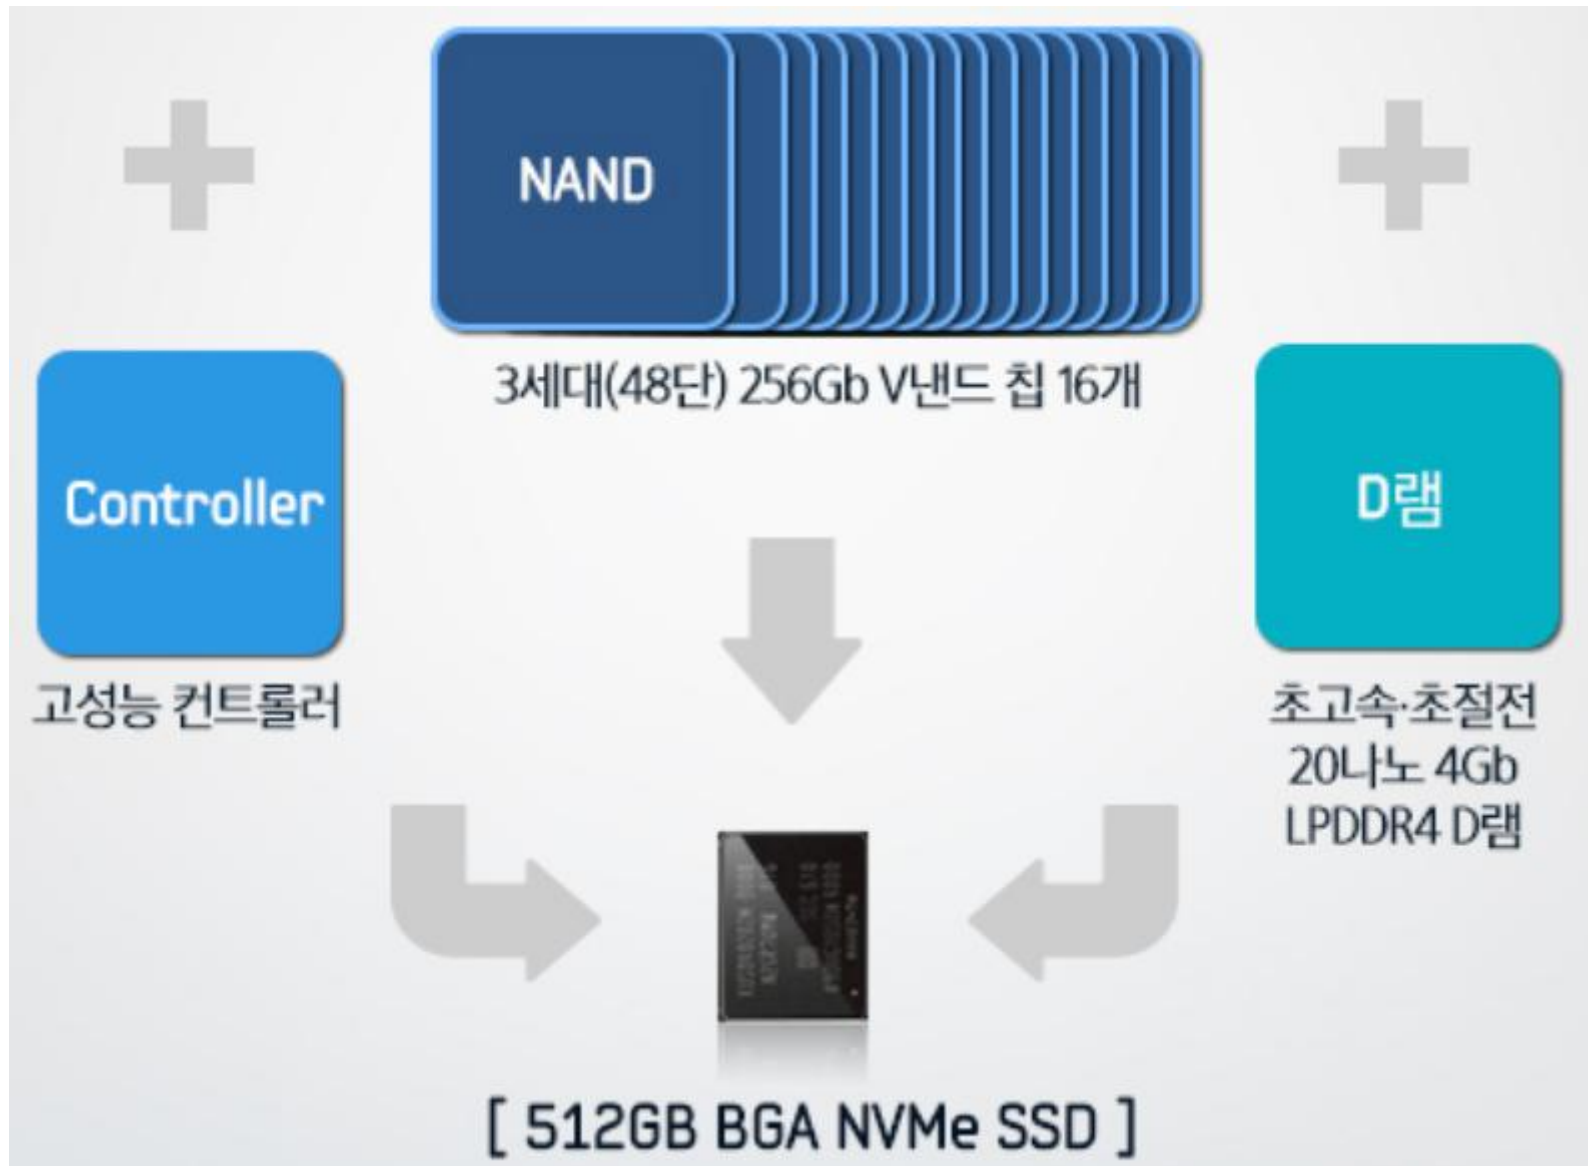 NAND
3세대(48단) 256Gb V낸드 칩 16개
Controller
고성능 컨트롤러
D램
초고속·초절전
20나노 4Gb
LPDDR4 D램
[ 512GB BGA NVMe SSD ]